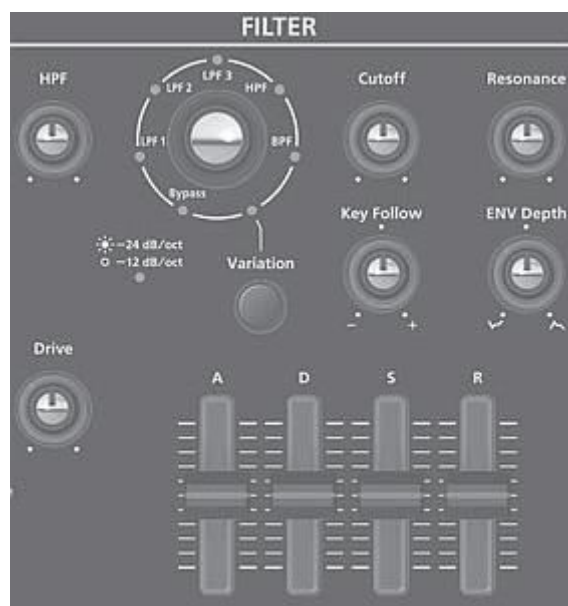 FILTER
HPF
LPF 3
LPF 2
HPF
LPF 1
BPF
Bypass
Cutoff
Resonance
Key Follow
ENV Depth
−24 dB/oct
−12 dB/oct
Variation
− +
Drive
A D S R